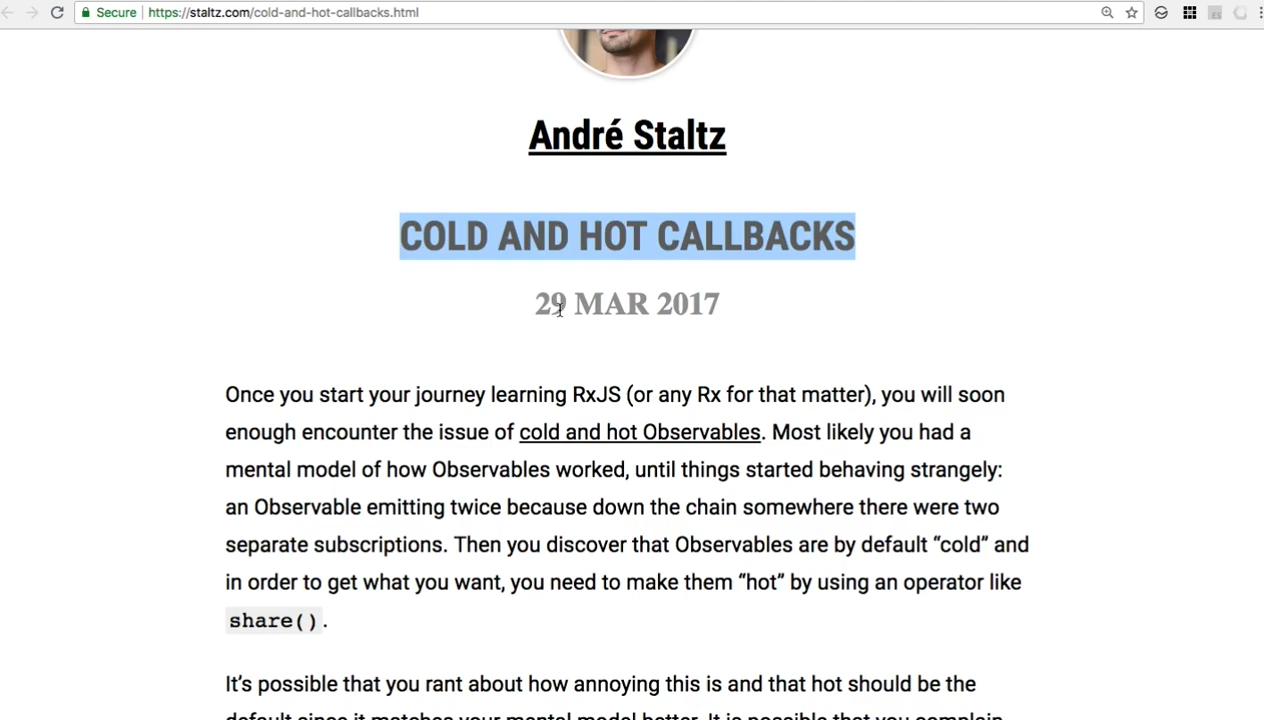 Secure | https://staltz.com/cold-and-hot-callbacks.html
André Staltz
COLD AND HOT CALLBACKS
29 MAR 2017
Once you start your journey learning RxJS (or any Rx for that matter), you will soon
enough encounter the issue of cold and hot Observables. Most likely you had a
mental model of how Observables worked, until things started behaving strangely:
an Observable emitting twice because down the chain somewhere there were two
separate subscriptions. Then you discover that Observables are by default “cold” and
in order to get what you want, you need to make them “hot” by using an operator like
share().
It’s possible that you rant about how annoying this is and that hot should be the
default since it matches your mental model better. It is possible that you complain